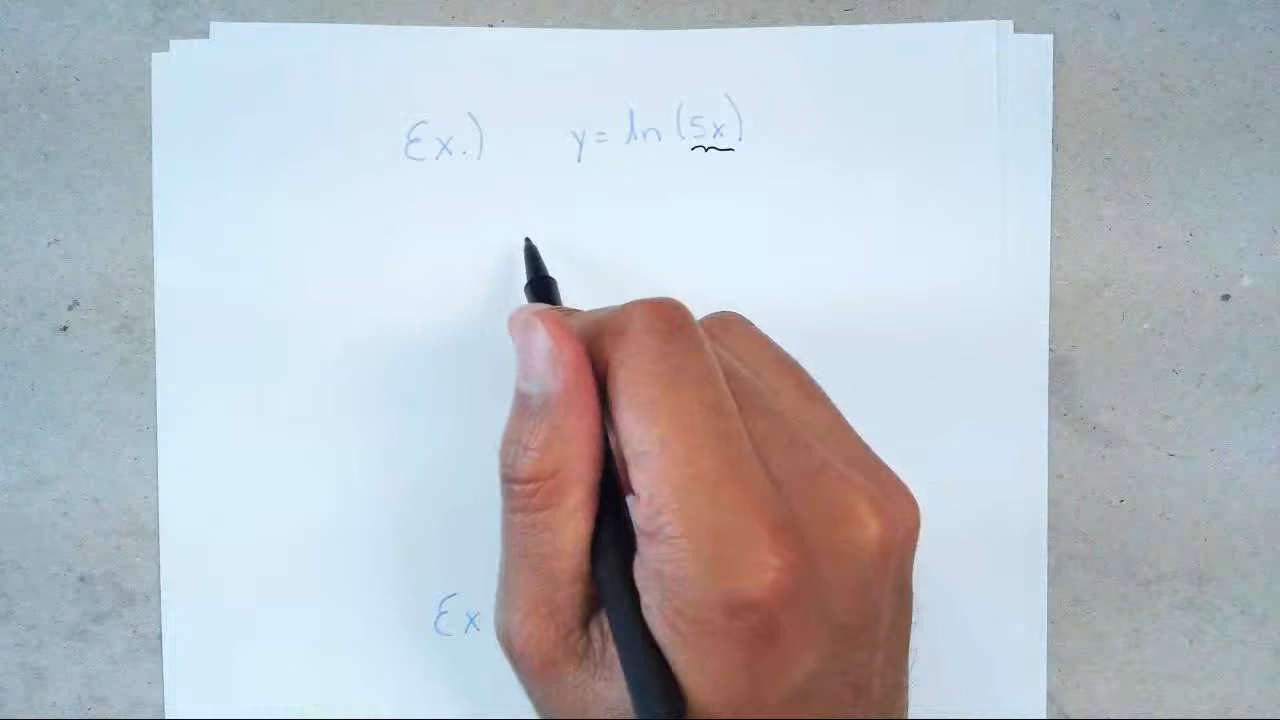 Ex.) y = ln (5x)
Ex